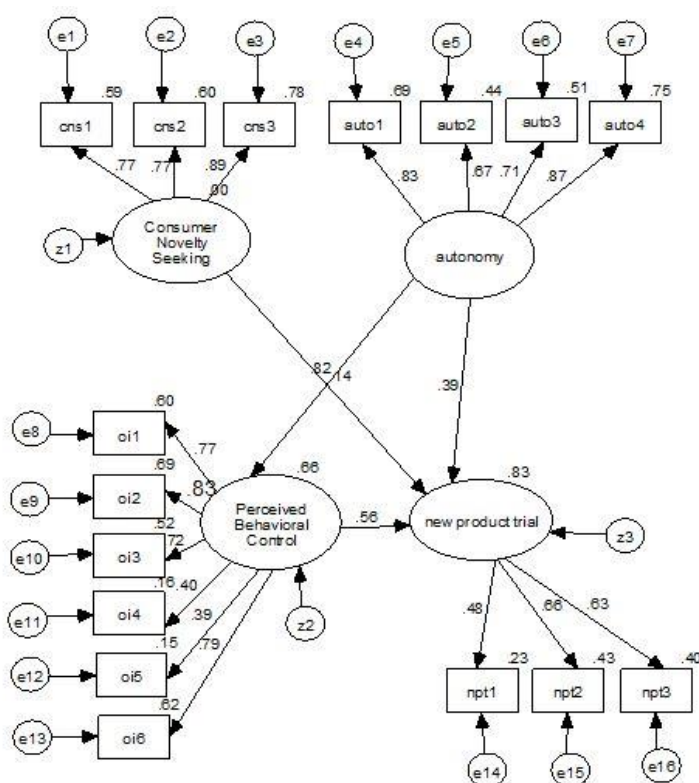 e1 e2 e3 e4 e5 e6 e7
.59 .60 .78 .69 .44 .51 .75
cns1 cns2 cns3 auto1 auto2 auto3 auto4
.77 .77 .89 .83 .67 .71 .87
.00
z1
Consumer
Novelty
Seeking
autonomy
.82 .14
.39
e8
.60
oi1
.77
e9
.69
oi2
.83
e10
.52
oi3
.72
e11
.16
oi4
.40
e12
.15
oi5
.39
e13
.62
oi6
.79
.66
Perceived
Behavioral
Control
z2
.56
.83
new product trial
z3
.48 .66 .63
.23 .43 .40
npt1 npt2 npt3
e14 e15 e16